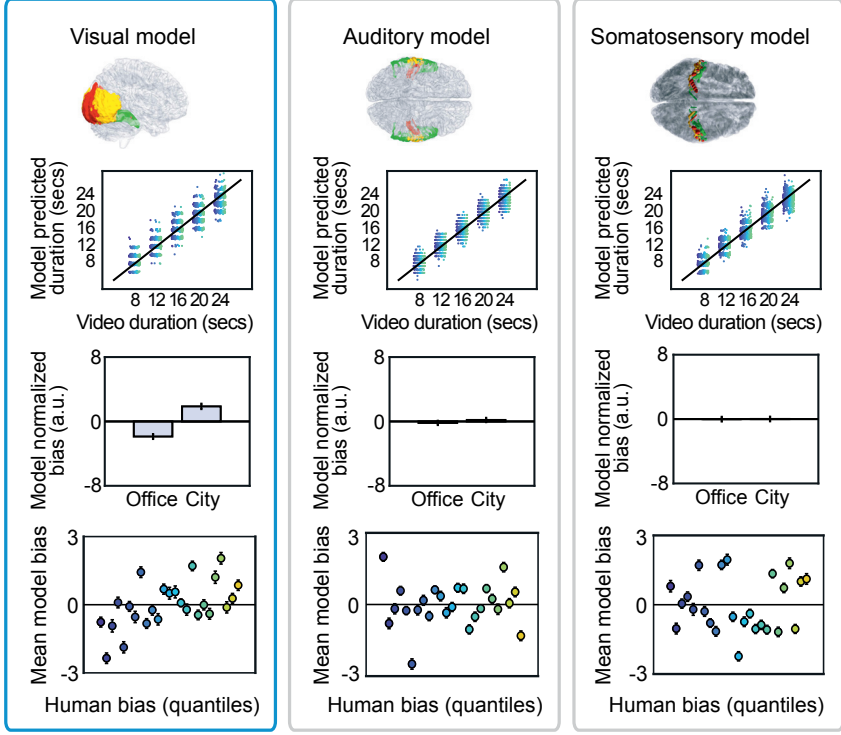 Visual model
Model predicted
duration (secs)
24
20
16
12
8
8 12 16 20 24
Video duration (secs)
Model normalized
bias (a.u.)
8
0
-8
Office City
Mean model bias
3
0
-3
Human bias (quantiles)
Auditory model
Model predicted
duration (secs)
24
20
16
12
8
8 12 16 20 24
Video duration (secs)
Model normalized
bias (a.u.)
8
0
-8
Office City
Mean model bias
3
0
-3
Human bias (quantiles)
Somatosensory model
Model predicted
duration (secs)
24
20
16
12
8
8 12 16 20 24
Video duration (secs)
Model normalized
bias (a.u.)
8
0
-8
Office City
Mean model bias
3
0
-3
Human bias (quantiles)